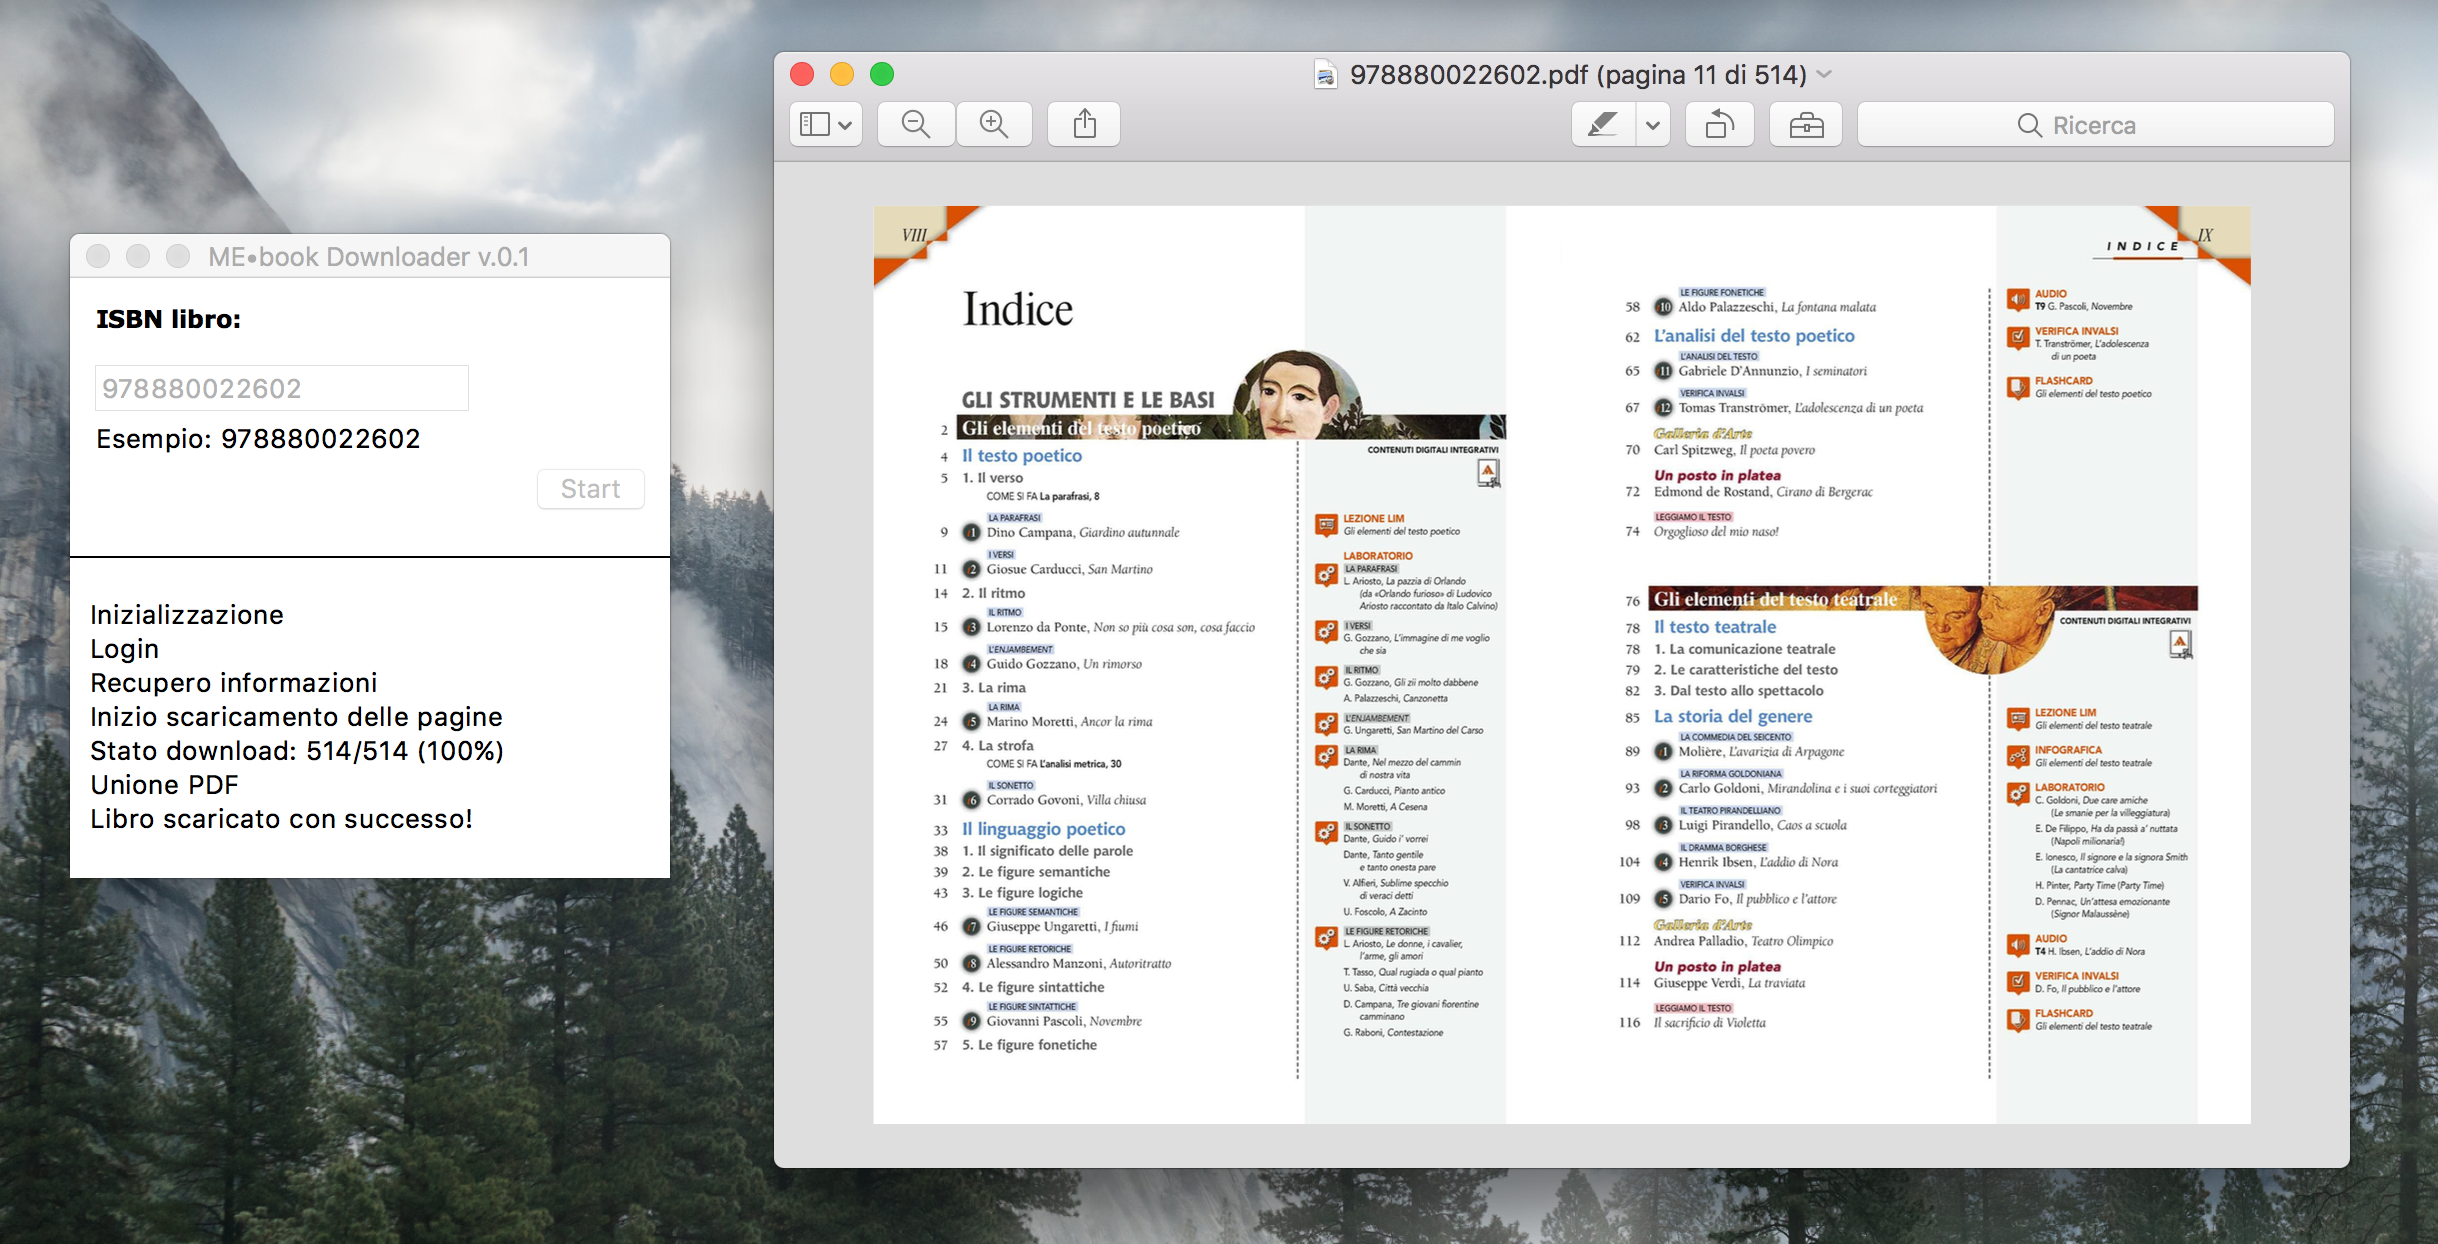 ME•book Downloader v.0.1
ISBN libro:
978880022602
Esempio: 978880022602
Start
Inizializzazione
Login
Recupero informazioni
Inizio scaricamento delle pagine
Stato download: 514/514 (100%)
Unione PDF
Libro scaricato con successo!
978880022602.pdf (pagina 11 di 514)
Ricerca
VIII
Indice
GLI STRUMENTI E LE BASI
2 Gli elementi del testo poetico
4 Il testo poetico
5 1. Il verso
COME SI FA La parafrasi, 8
LA PARAFRASI
9 t1 Dino Campana, Giardino autunnale
I VERSI
11 t2 Giosue Carducci, San Martino
14 2. Il ritmo
IL RITMO
15 t3 Lorenzo da Ponte, Non so più cosa son, cosa faccio
L'ENJAMBEMENT
18 t4 Guido Gozzano, Un rimorso
21 3. La rima
LA RIMA
24 t5 Marino Moretti, Ancor la rima
27 4. La strofa
COME SI FA L'analisi metrica, 30
IL SONETTO
31 t6 Corrado Govoni, Villa chiusa
33 Il linguaggio poetico
38 1. Il significato delle parole
39 2. Le figure semantiche
43 3. Le figure logiche
LE FIGURE SEMANTICHE
46 t7 Giuseppe Ungaretti, I fiumi
LE FIGURE RETORICHE
50 t8 Alessandro Manzoni, Autoritratto
52 4. Le figure sintattiche
LE FIGURE SINTATTICHE
55 t9 Giovanni Pascoli, Novembre
57 5. Le figure fonetiche
CONTENUTI DIGITALI INTEGRATIVI
LEZIONE LIM
Gli elementi del testo poetico
LABORATORIO
LA PARAFRASI
L. Ariosto, La pazzia di Orlando
(da «Orlando furioso» di Ludovico
Ariosto raccontato da Italo Calvino)
I VERSI
G. Gozzano, L'immagine di me voglio
che sia
IL RITMO
G. Gozzano, Gli zii molto dabbene
A. Palazzeschi, Canzonetta
L'ENJAMBEMENT
G. Ungaretti, San Martino del Carso
LA RIMA
Dante, Nel mezzo del cammin
di nostra vita
G. Carducci, Pianto antico
M. Moretti, A Cesena
IL SONETTO
Dante, Guido i' vorrei
Dante, Tanto gentile
e tanto onesta pare
V. Alfieri, Sublime specchio
di veraci detti
U. Foscolo, A Zacinto
LE FIGURE RETORICHE
L. Ariosto, Le donne, i cavalier,
l'arme, gli amori
T. Tasso, Qual rugiada o qual pianto
U. Saba, Città vecchia
D. Campana, Tre giovani fiorentine
camminano
G. Raboni, Contestazione
INDICE IX
LE FIGURE FONETICHE
58 t10 Aldo Palazzeschi, La fontana malata
62 L'analisi del testo poetico
L'ANALISI DEL TESTO
65 t11 Gabriele D'Annunzio, I seminatori
VERIFICA INVALSI
67 t12 Tomas Tranströmer, L'adolescenza di un poeta
Galleria d'Arte
70 Carl Spitzweg, Il poeta povero
Un posto in platea
72 Edmond de Rostand, Cirano di Bergerac
LEGGIAMO IL TESTO
74 Orgoglioso del mio naso!
76 Gli elementi del testo teatrale
78 Il testo teatrale
78 1. La comunicazione teatrale
79 2. Le caratteristiche del testo
82 3. Dal testo allo spettacolo
85 La storia del genere
LA COMMEDIA DEL SEICENTO
89 t1 Molière, L'avarizia di Arpagone
LA RIFORMA GOLDONIANA
93 t2 Carlo Goldoni, Mirandolina e i suoi corteggiatori
IL TEATRO PIRANDELLIANO
98 t3 Luigi Pirandello, Caos a scuola
IL DRAMMA BORGHESE
104 t4 Henrik Ibsen, L'addio di Nora
VERIFICA INVALSI
109 t5 Dario Fo, Il pubblico e l'attore
Galleria d'Arte
112 Andrea Palladio, Teatro Olimpico
Un posto in platea
114 Giuseppe Verdi, La traviata
LEGGIAMO IL TESTO
116 Il sacrificio di Violetta
AUDIO
T9 G. Pascoli, Novembre
VERIFICA INVALSI
T. Tranströmer, L'adolescenza
di un poeta
FLASHCARD
Gli elementi del testo poetico
CONTENUTI DIGITALI INTEGRATIVI
LEZIONE LIM
Gli elementi del testo teatrale
INFOGRAFICA
Gli elementi del testo teatrale
LABORATORIO
C. Goldoni, Due care amiche
(Le smanie per la villeggiatura)
E. De Filippo, Ha da passà a' nuttata
(Napoli milionaria!)
E. Ionesco, Il signore e la signora Smith
(La cantatrice calva)
H. Pinter, Party Time (Party Time)
D. Pennac, Un'attesa emozionante
(Signor Malaussène)
AUDIO
T4 H. Ibsen, L'addio di Nora
VERIFICA INVALSI
D. Fo, Il pubblico e l'attore
FLASHCARD
Gli elementi del testo teatrale